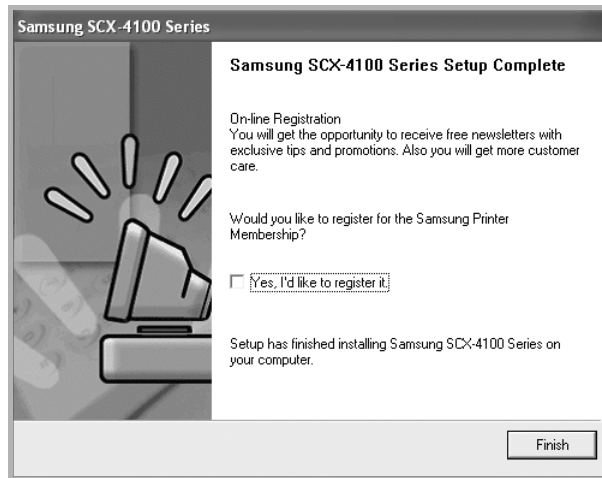 Samsung SCX-4100 Series
Samsung SCX-4100 Series Setup Complete
On-line Registration
You will get the opportunity to receive free newsletters with
exclusive tips and promotions. Also you will get more customer
care.
Would you like to register for the Samsung Printer
Membership?
Yes, I'd like to register it.
Setup has finished installing Samsung SCX-4100 Series on
your computer.
Finish